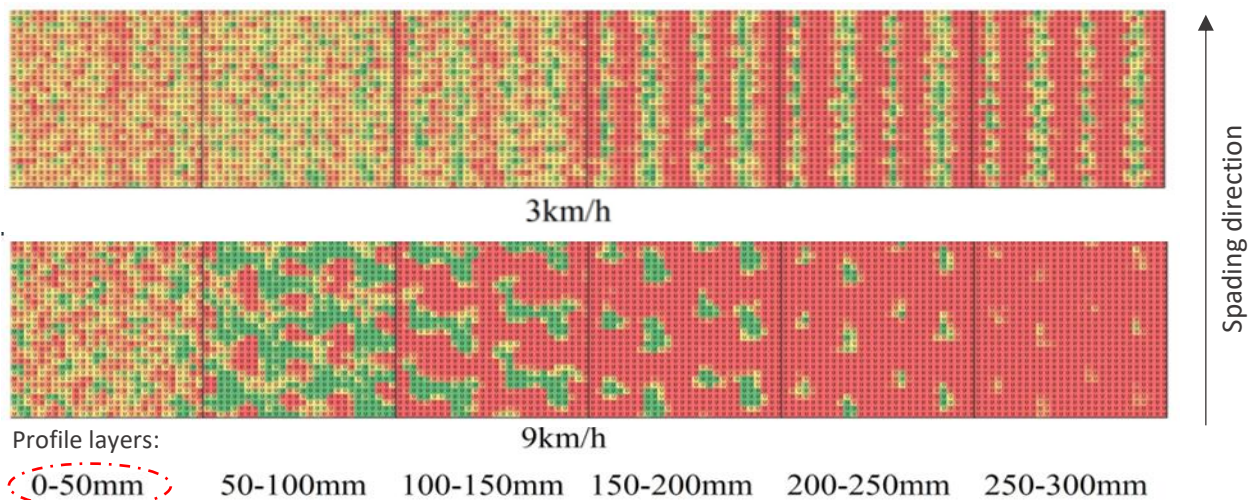 3km/h
Spading direction
9km/h
Profile layers:
0-50mm 50-100mm 100-150mm 150-200mm 200-250mm 250-300mm